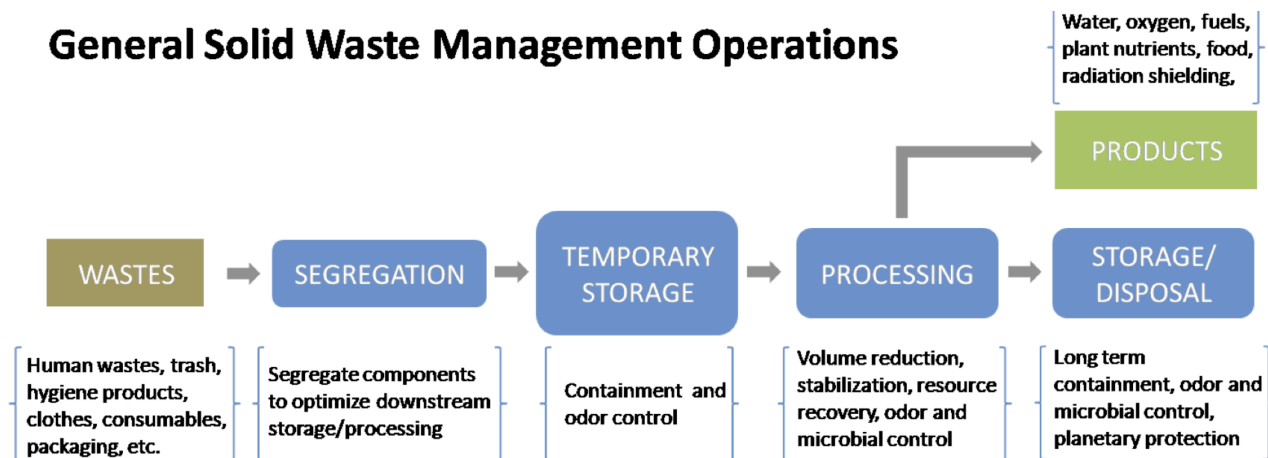 General Solid Waste Management Operations
Water, oxygen, fuels,
plant nutrients, food,
radiation shielding,
PRODUCTS
WASTES
SEGREGATION
TEMPORARY
STORAGE
PROCESSING
STORAGE/
DISPOSAL
Human wastes, trash,
hygiene products,
clothes, consumables,
packaging, etc.
Segregate components
to optimize downstream
storage/processing
Containment and
odor control
Volume reduction,
stabilization, resource
recovery, odor and
microbial control
Long term
containment, odor and
microbial control,
planetary protection